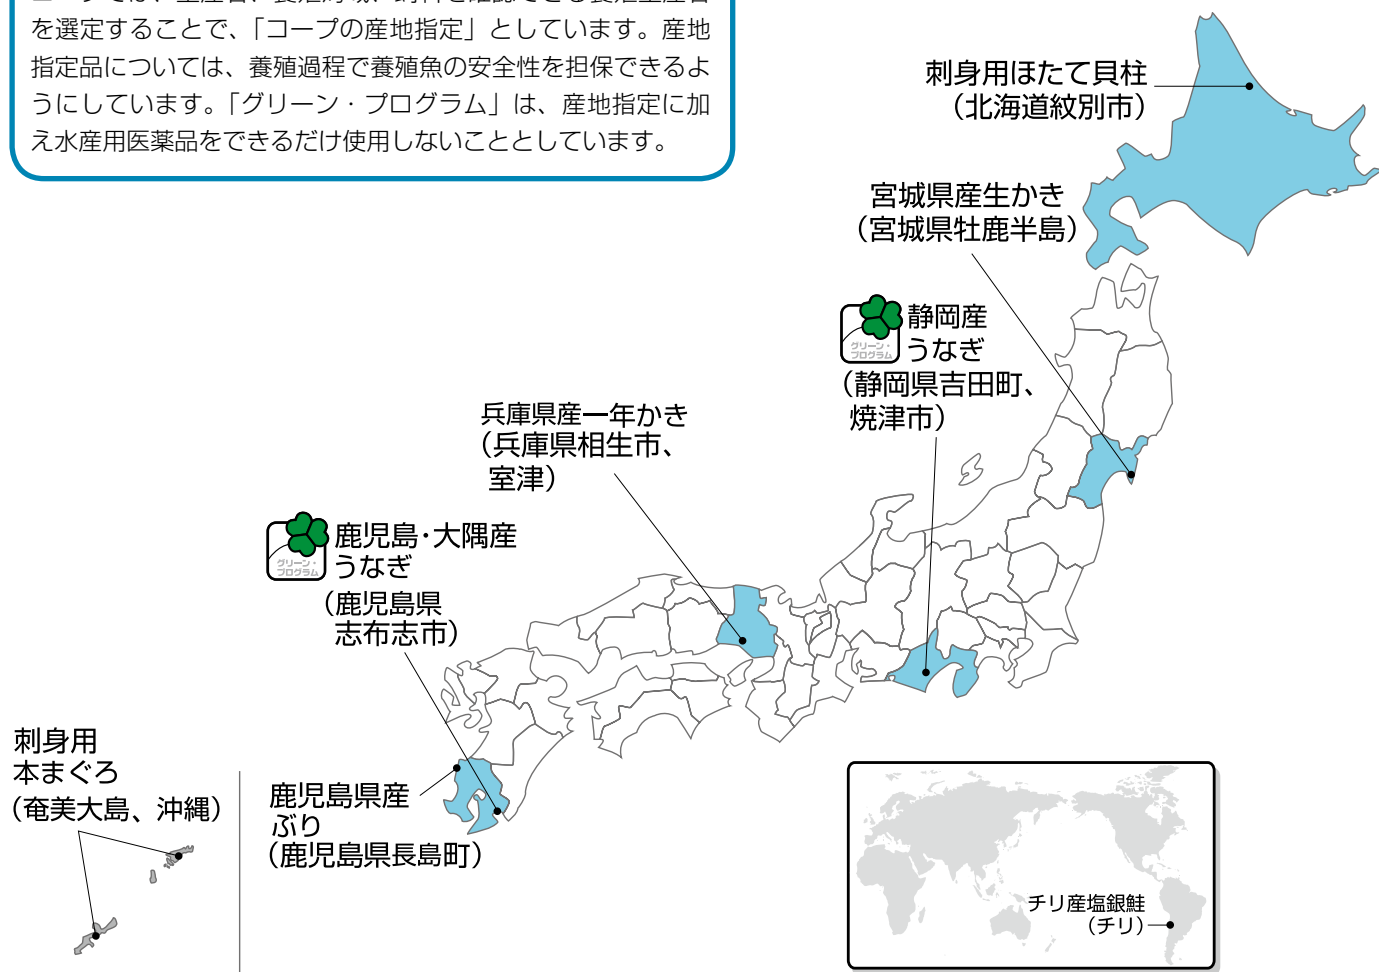 を選定することで、「コープの産地指定」としています。産地
指定品については、養殖過程で養殖魚の安全性を担保できるよ
うにしています。「グリーン・プログラム」は、産地指定に加
え水産用医薬品をできるだけ使用しないこととしています。
刺身用ほたて貝柱
（北海道紋別市）
宮城県産生かき
（宮城県牡鹿半島）
グリーン・
プログラム
静岡産
うなぎ
（静岡県吉田町、
焼津市）
兵庫県産一年かき
（兵庫県相生市、
室津）
グリーン・
プログラム
鹿児島・大隅産
うなぎ
（鹿児島県
志布志市）
刺身用
本まぐろ
（奄美大島、沖縄）
鹿児島県産
ぶり
（鹿児島県長島町）
チリ産塩銀鮭
（チリ）